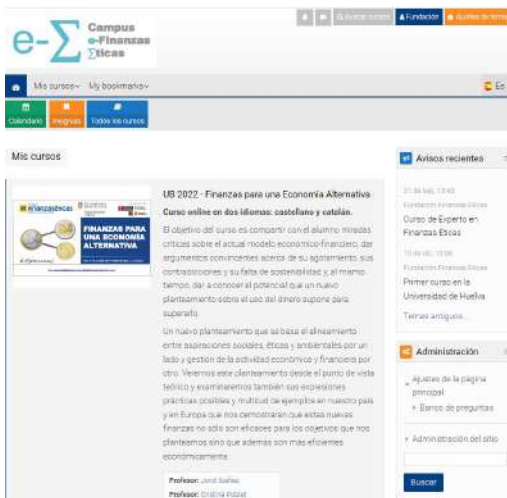 e-Σ Campus
e-Finanzas
Σticas
Buscar cursos
Fundación
Ajustes de tema
Mis cursos
My bookmarks
Es
Calendario
Insignias
Todos los cursos
Mis cursos
UB 2022 - Finanzas para una Economía Alternativa
Curso online en dos idiomas: castellano y catalán.
El objetivo del curso es compartir con el alumno miradas
críticas sobre el actual modelo económico-financiero, dar
argumentos convincentes acerca de su agotamiento, sus
contradicciones y su falta de sostenibilidad y, al mismo
tiempo, dar a conocer el potencial que un nuevo
planteamiento sobre el uso del dinero supone para
superarlo.
Un nuevo planteamiento que se basa el alineamiento
entre aspiraciones sociales, éticas y ambientales por un
lado y gestión de la actividad económica y financiera por
otro. Veremos este planteamiento desde el punto de vista
teórico y examinaremos también sus expresiones
prácticas posibles y multitud de ejemplos en nuestro país
y en Europa que nos demostrarán que estas nuevas
finanzas no sólo son eficaces para los objetivos que nos
planteamos sino que además son más eficientes
económicamente.
Profesor: Jordi Ibáñez
Profesor: Cristina
finanzaséticas
FINANZAS PARA
UNA ECONOMÍA
ALTERNATIVA
Avisos recientes
Fundación Finanzas Éticas
Curso de Experto en
Finanzas Éticas
Fundación Finanzas Éticas
Primer curso en la
Universidad de Huelva
Temas antiguos...
Administración
Ajustes de la página
principal
Banco de preguntas
Administración del sitio
Buscar